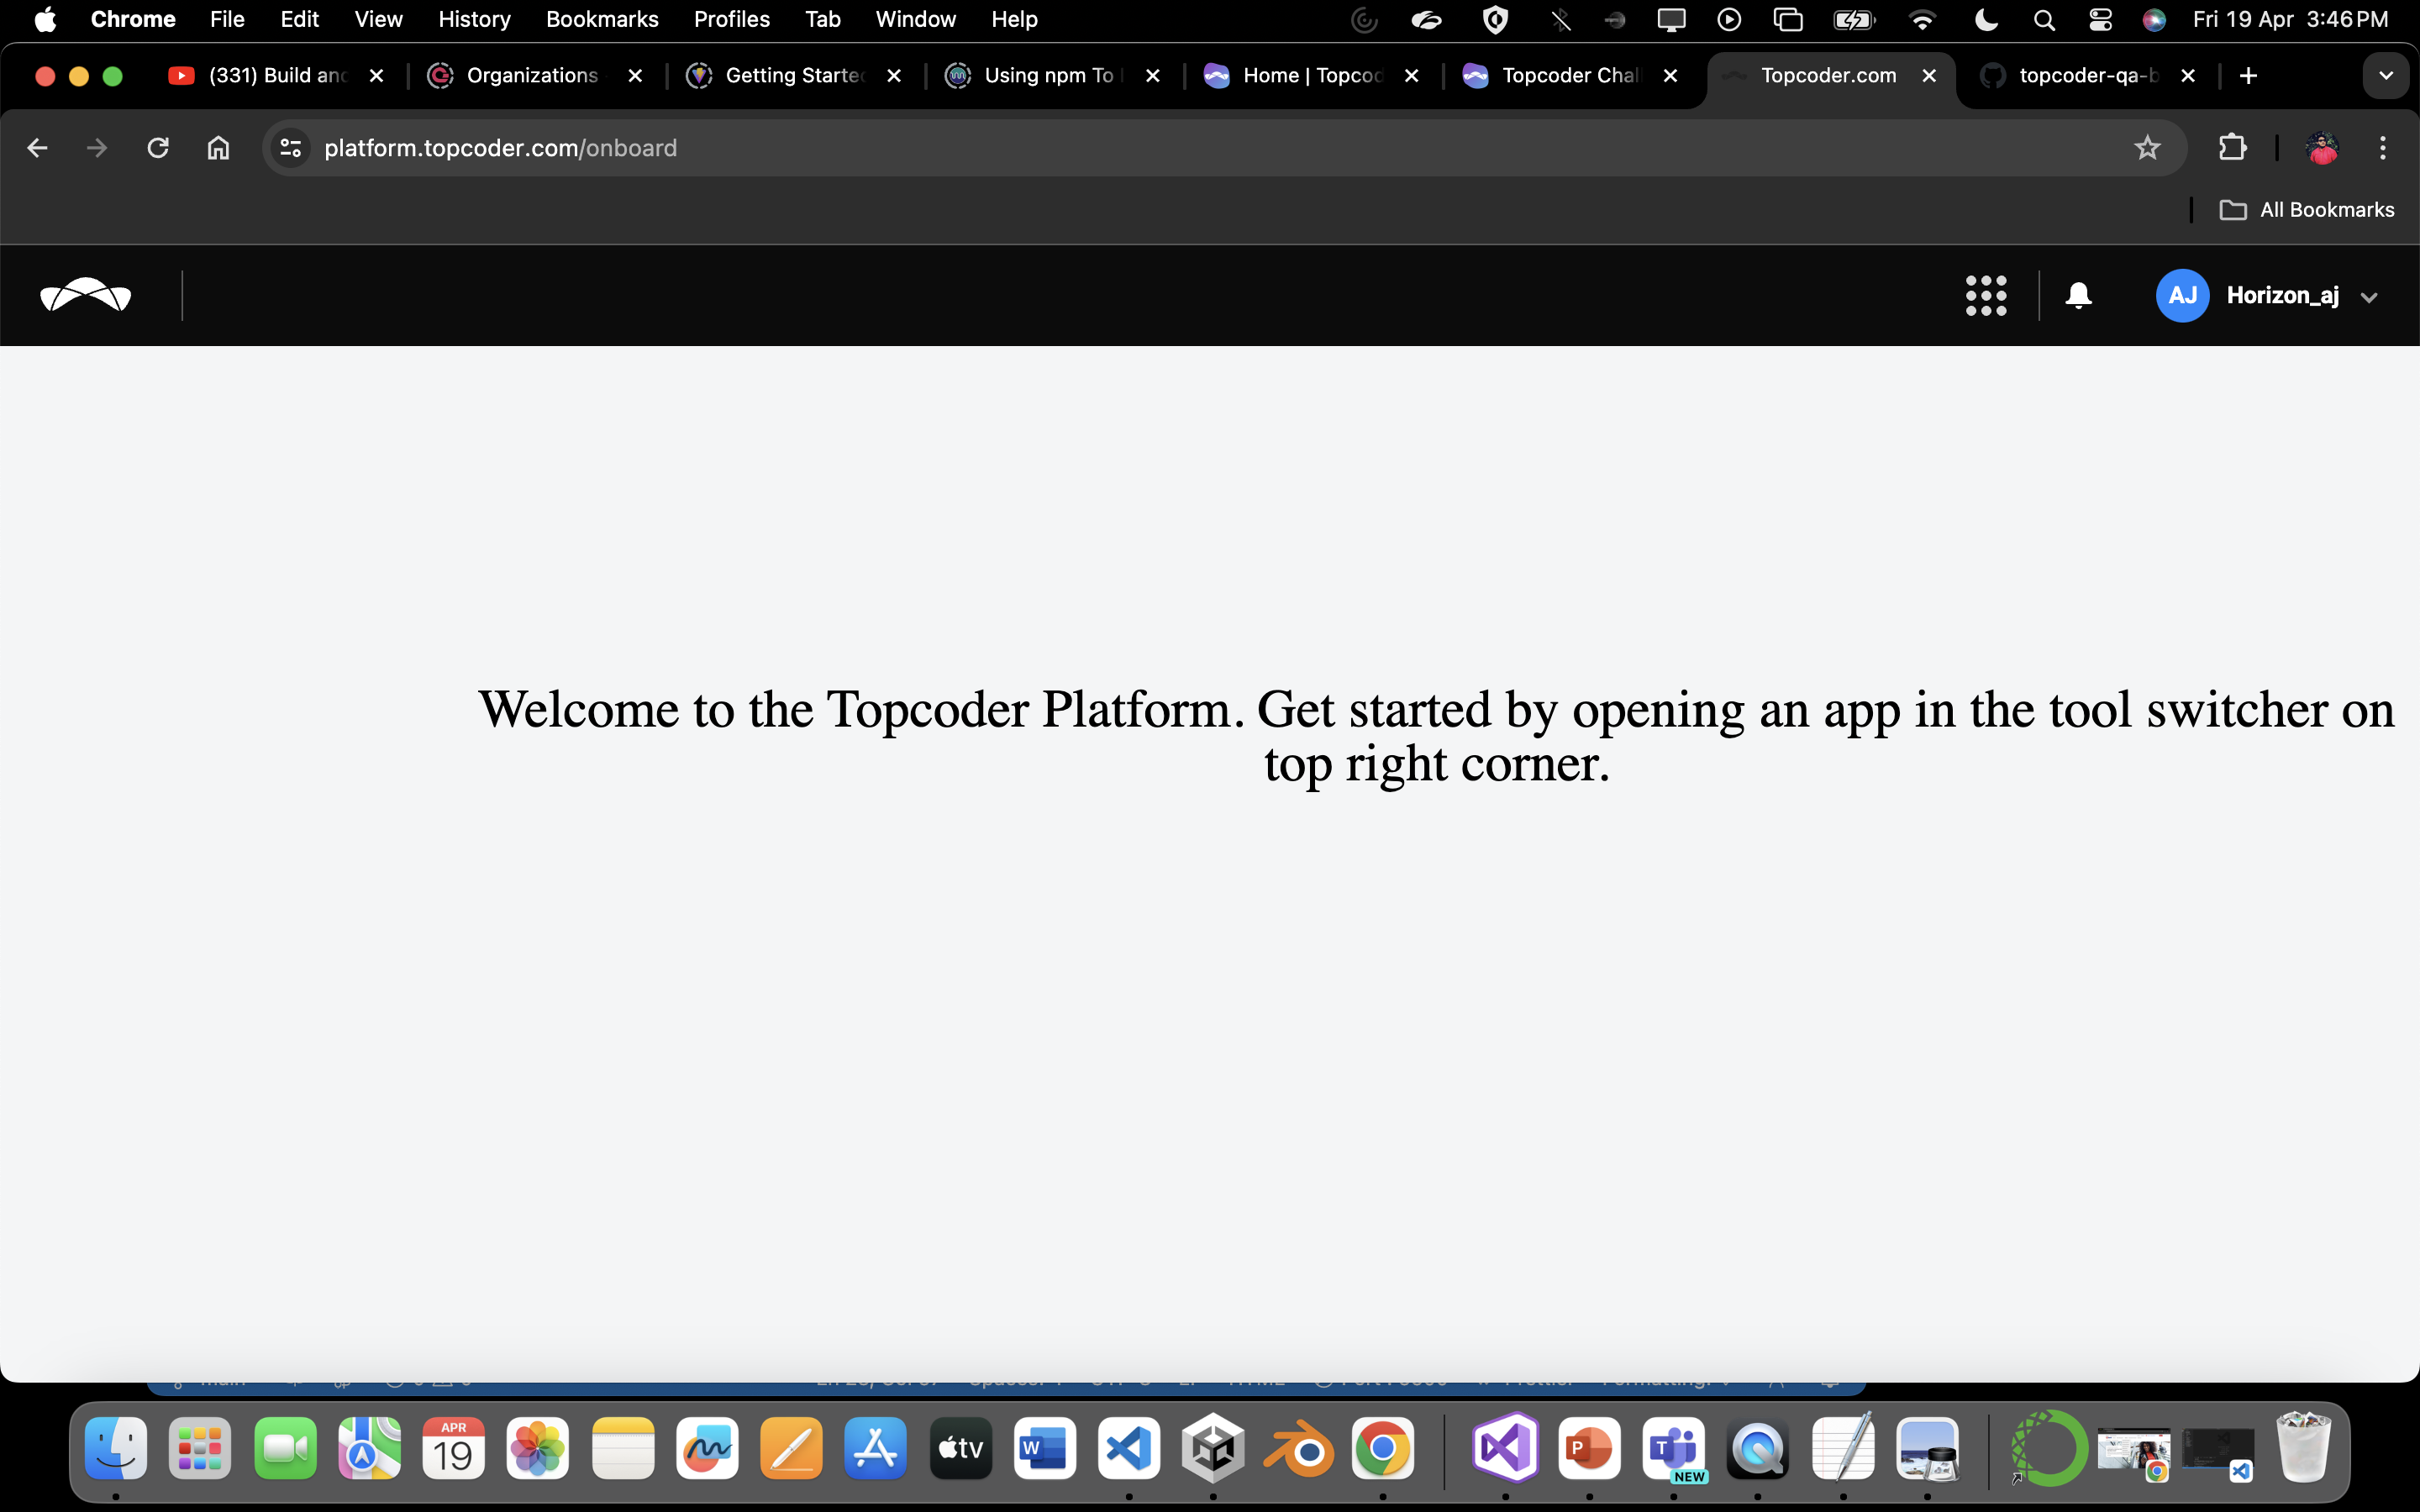 Chrome File Edit View History Bookmarks Profiles Tab Window Help Fri 19 Apr 3:46 PM
(331) Build and Organizations Getting Started Using npm To Home | Topcod Topcoder Chal Topcoder.com topcoder-qa-b
platform.topcoder.com/onboard
All Bookmarks
AJ Horizon_aj
Welcome to the Topcoder Platform. Get started by opening an app in the tool switcher on
top right corner.
APR
19
tv
W
P
T
NEW